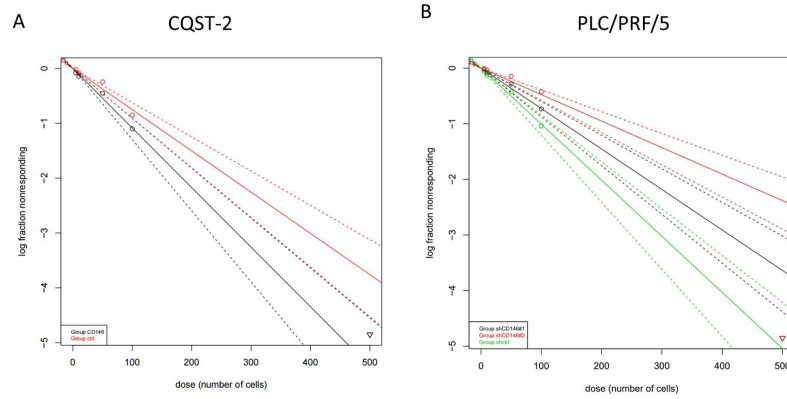 A
CQST-2
log fraction nonresponding
0
-1
-2
-3
-4
-5
Group CD146
Group ctrl
0
100
200
300
400
500
dose (number of cells)
B
PLC/PRF/5
log fraction nonresponding
0
-1
-2
-3
-4
-5
Group shCD146#1
Group shCD146#2
Group shctrl
0
100
200
300
400
500
dose (number of cells)